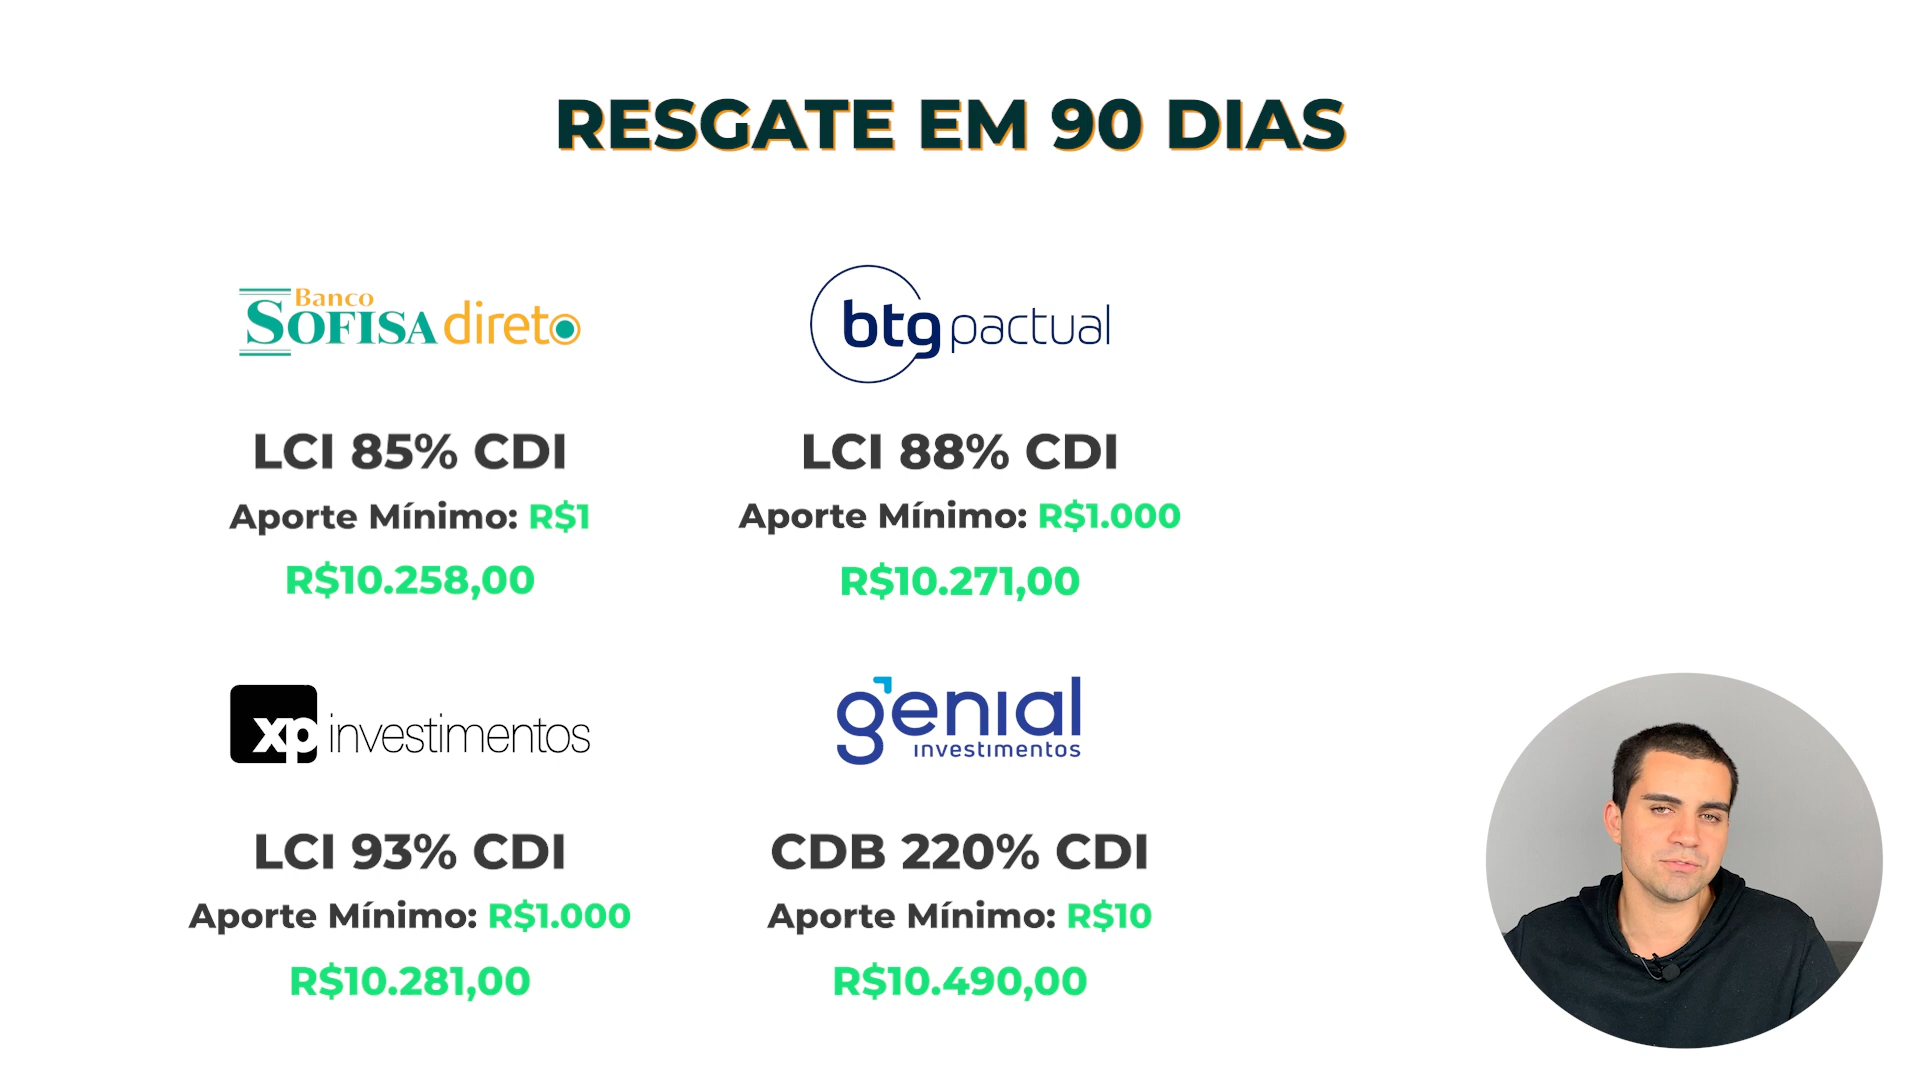 RESGATE EM 90 DIAS
Banco
SOFISA direto
btg pactual
LCI 85% CDI
Aporte Mínimo: R$1
R$10.258,00
LCI 88% CDI
Aporte Mínimo: R$1.000
R$10.271,00
xp investimentos
genial
investimentos
LCI 93% CDI
Aporte Mínimo: R$1.000
R$10.281,00
CDB 220% CDI
Aporte Mínimo: R$10
R$10.490,00